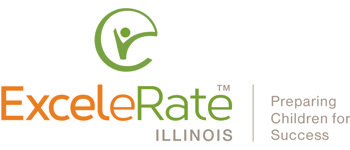 ExceleRate™
ILLINOIS
Preparing
Children for
Success